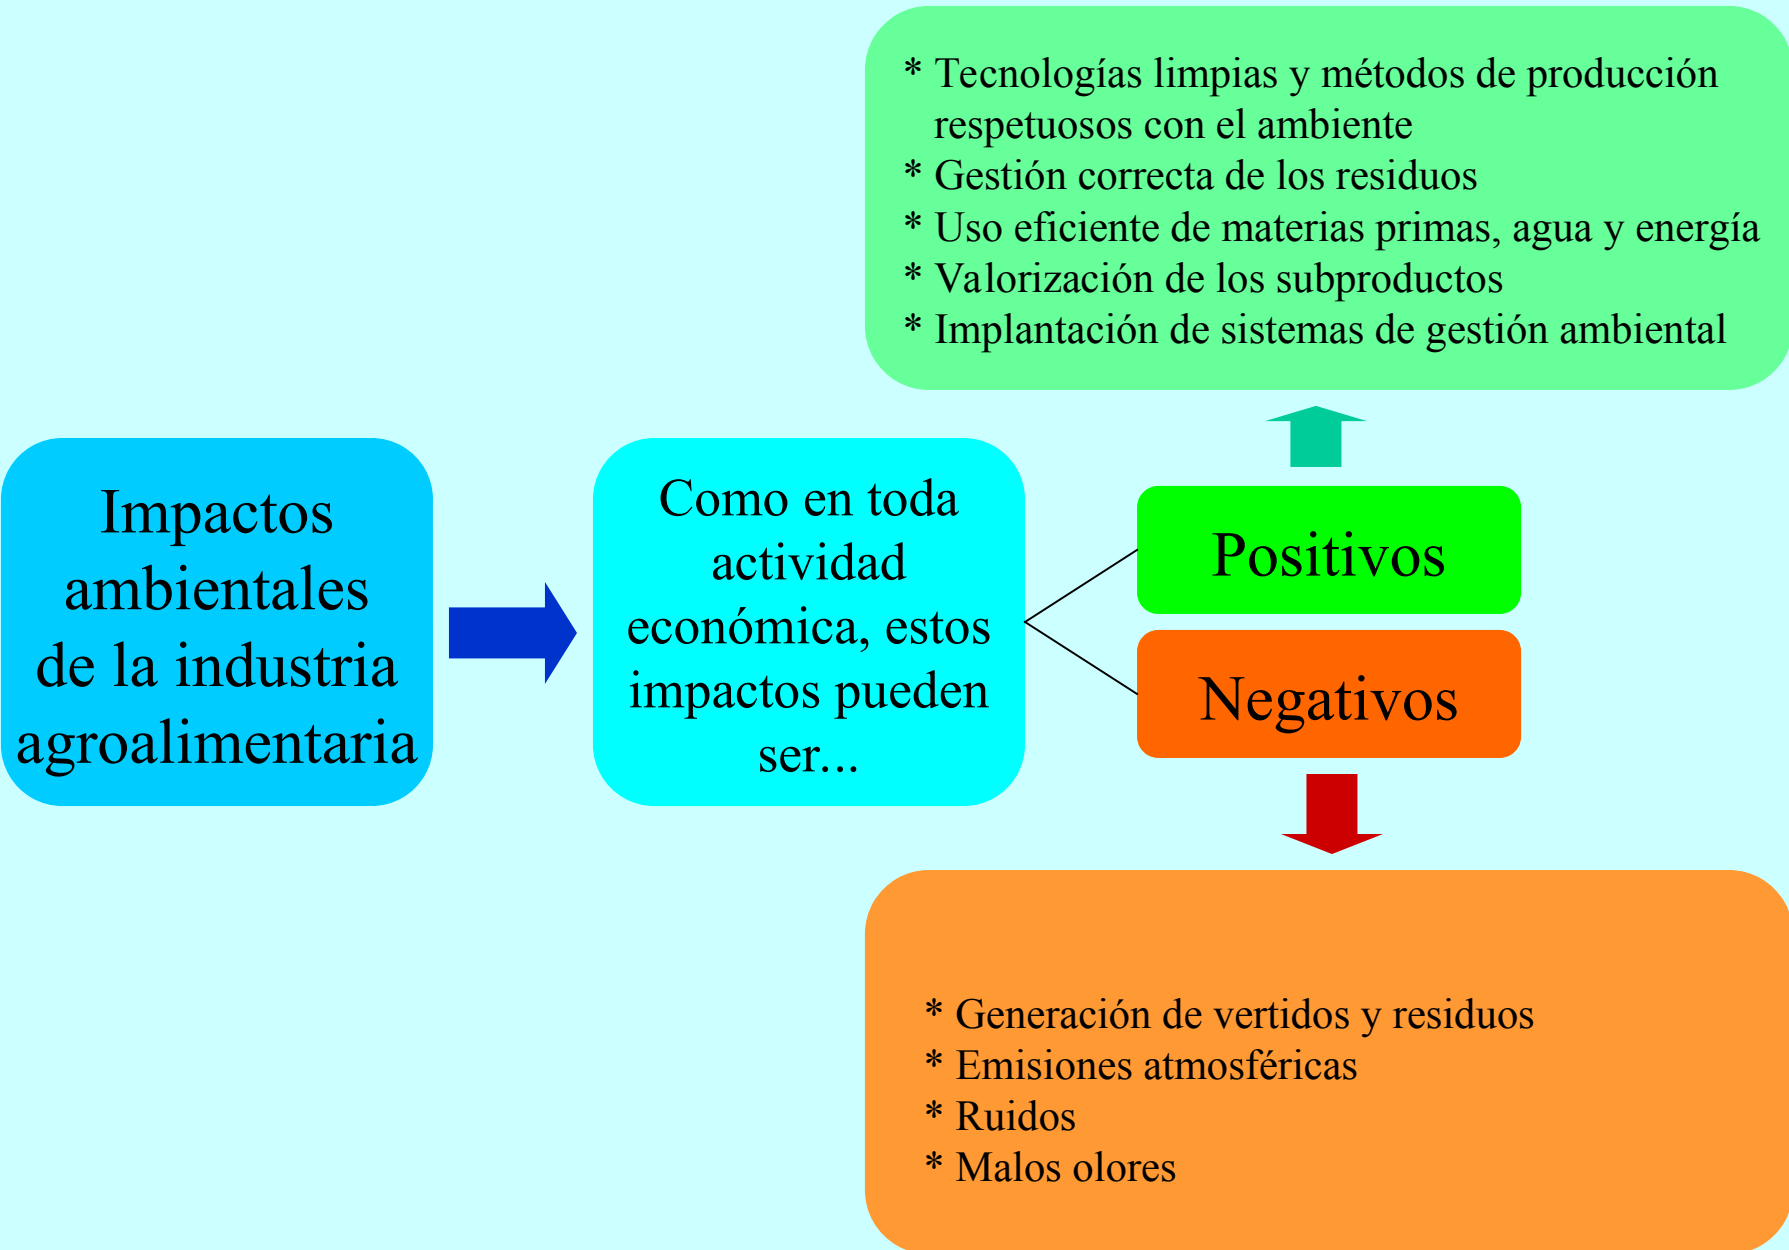 * Tecnologías limpias y métodos de producción
respetuosos con el ambiente
* Gestión correcta de los residuos
* Uso eficiente de materias primas, agua y energía
* Valorización de los subproductos
* Implantación de sistemas de gestión ambiental
Impactos
ambientales
de la industria
agroalimentaria
Como en toda
actividad
económica, estos
impactos pueden
ser...
Positivos
Negativos
* Generación de vertidos y residuos
* Emisiones atmosféricas
* Ruidos
* Malos olores